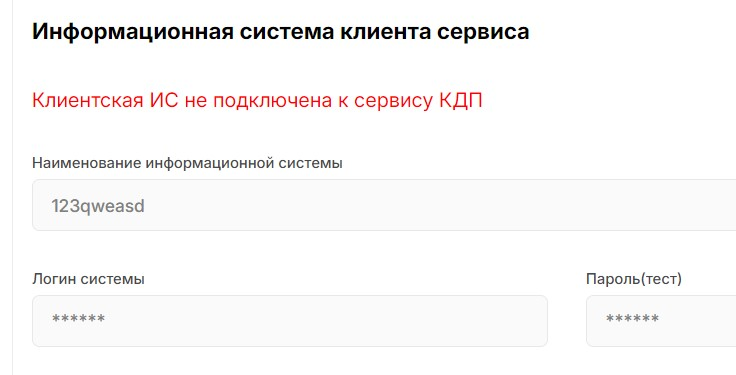 Информационная система клиента сервиса
Клиентская ИС не подключена к сервису КДП
Наименование информационной системы
123qweasd
Логин системы
Пароль(тест)
******
******